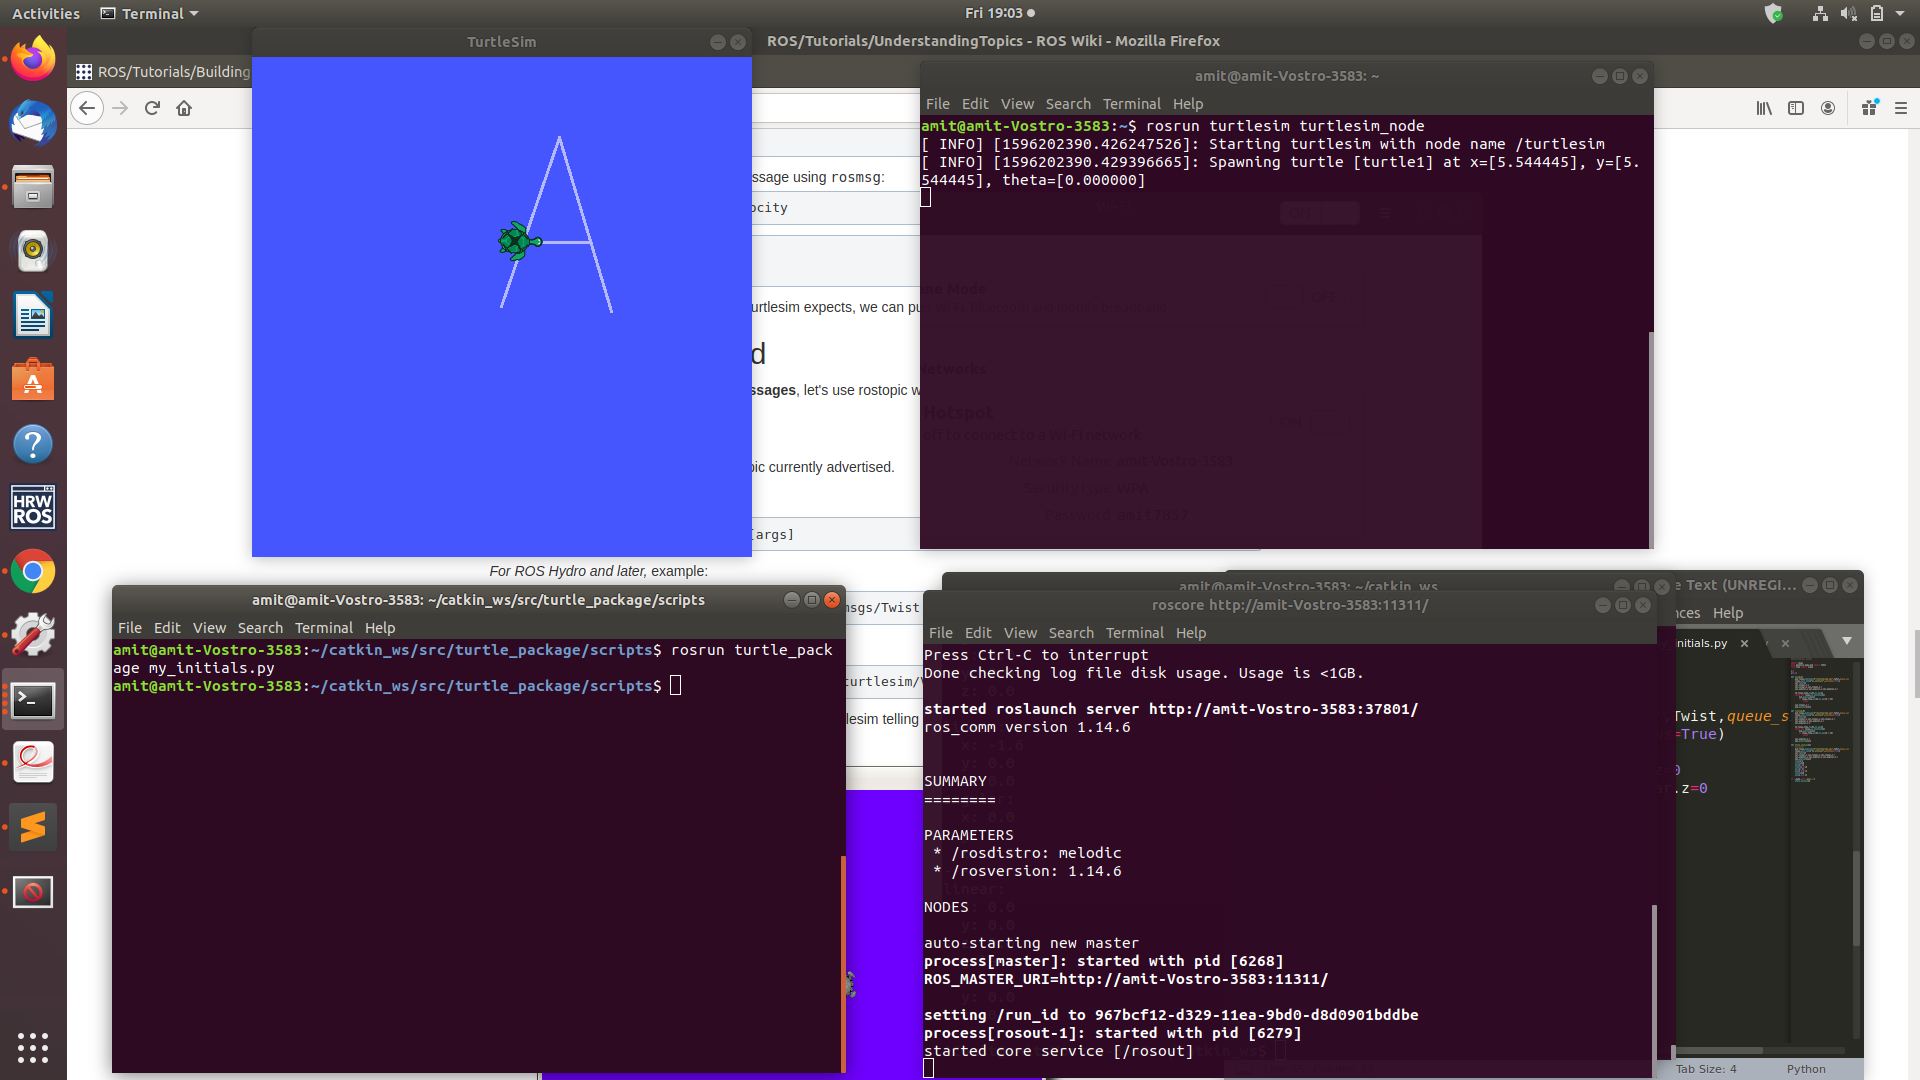 Activities
Terminal
Fri 19:03
TurtleSim
ROS/Tutorials/UnderstandingTopics - ROS Wiki - Mozilla Firefox
ROS/Tutorials/Building
ssage using rosmsg:
ocity
urtlesim expects, we can pu
d
ssages, let's use rostopic w
pic currently advertised.
[args]
For ROS Hydro and later, example:
msgs/Twist
turtlesim/
lesim telling
amit@amit-Vostro-3583: ~
File Edit View Search Terminal Help
amit@amit-Vostro-3583:~$ rosrun turtlesim turtlesim_node
[ INFO] [1596202390.426247526]: Starting turtlesim with node name /turtlesim
[ INFO] [1596202390.429396665]: Spawning turtle [turtle1] at x=[5.544445], y=[5.
544445], theta=[0.000000]
HRW
ROS
amit@amit-Vostro-3583: ~/catkin_ws/src/turtle_package/scripts
File Edit View Search Terminal Help
amit@amit-Vostro-3583:~/catkin_ws/src/turtle_package/scripts$ rosrun turtle_pack
age my_initials.py
amit@amit-Vostro-3583:~/catkin_ws/src/turtle_package/scripts$
amit@amit-Vostro-3583: ~/catkin_ws
roscore http://amit-Vostro-3583:11311/
File Edit View Search Terminal Help
Press Ctrl-C to interrupt
Done checking log file disk usage. Usage is <1GB.
started roslaunch server http://amit-Vostro-3583:37801/
ros_comm version 1.14.6
SUMMARY
========
PARAMETERS
* /rosdistro: melodic
* /rosversion: 1.14.6
NODES
auto-starting new master
process[master]: started with pid [6268]
ROS_MASTER_URI=http://amit-Vostro-3583:11311/
setting /run_id to 967bcf12-d329-11ea-9bd0-d8d0901bddbe
process[rosout-1]: started with pid [6279]
started core service [/rosout]
e Text (UNREGI...
nces Help
initials.py
Twist,queue_s
=True)
0
.z=0
Tab Size: 4
Python